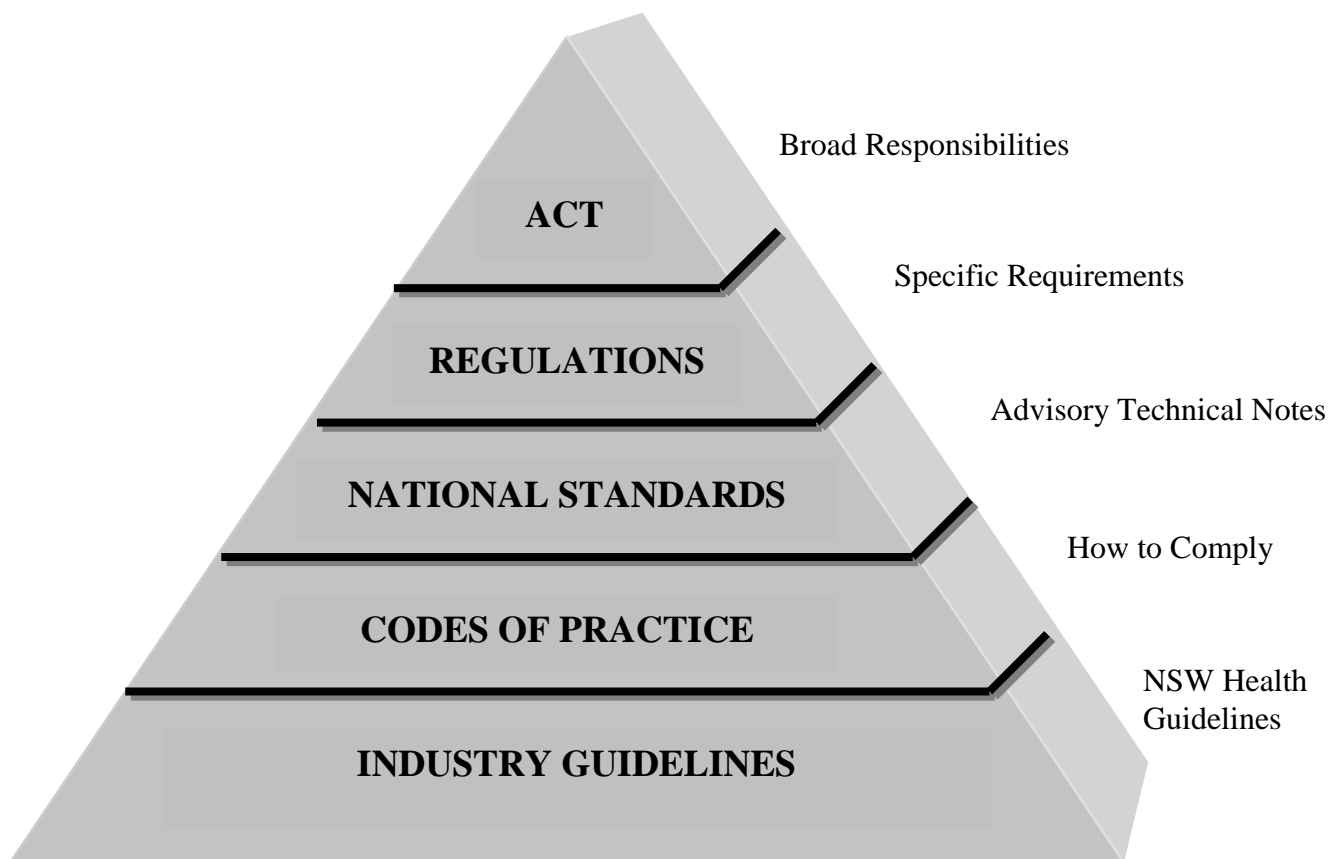 Broad Responsibilities
ACT
Specific Requirements
REGULATIONS
Advisory Technical Notes
NATIONAL STANDARDS
How to Comply
CODES OF PRACTICE
NSW Health
Guidelines
INDUSTRY GUIDELINES